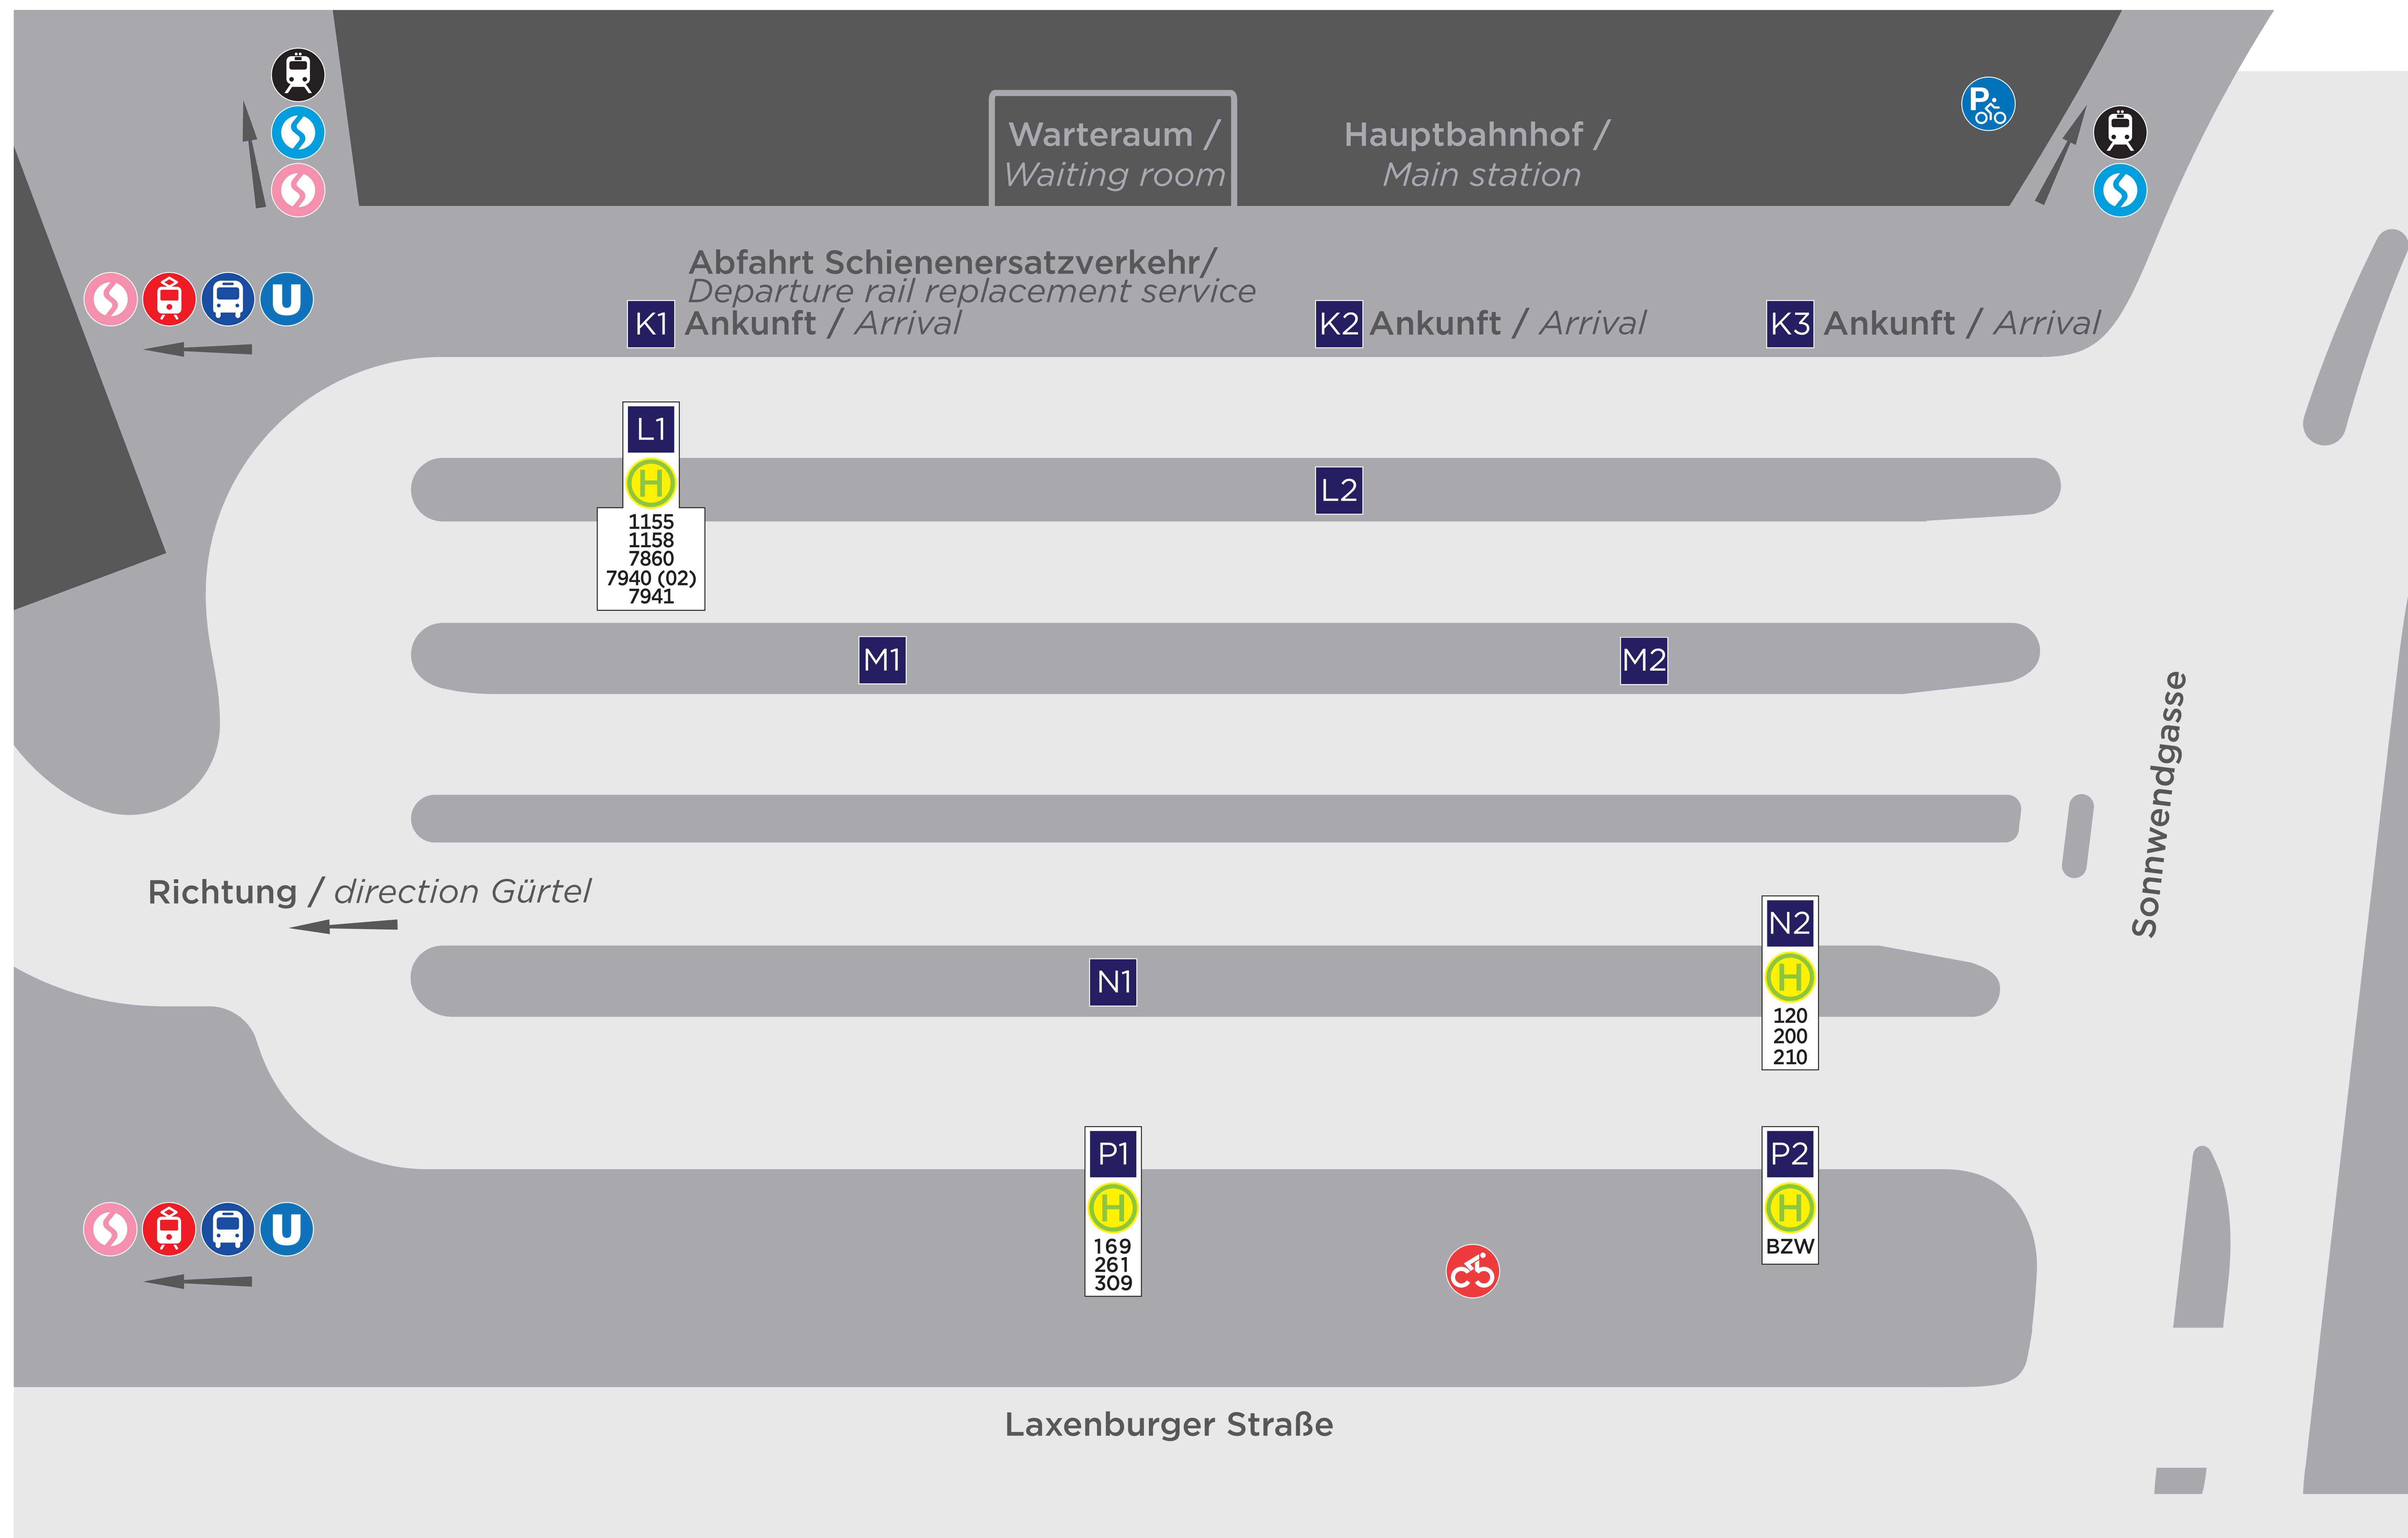 Warteraum /
Waiting room
Hauptbahnhof /
Main station
P
Abfahrt Schienenersatzverkehr/
Departure rail replacement service
K1 Ankunft / Arrival
K2 Ankunft / Arrival
K3 Ankunft / Arrival
U
L1
H
1155
1158
7860
7940 (02)
7941
L2
M1
M2
Sonnwendgasse
Richtung / direction Gürtel
N1
N2
H
120
200
210
P1
H
169
261
309
P2
H
BZW
U
Laxenburger Straße